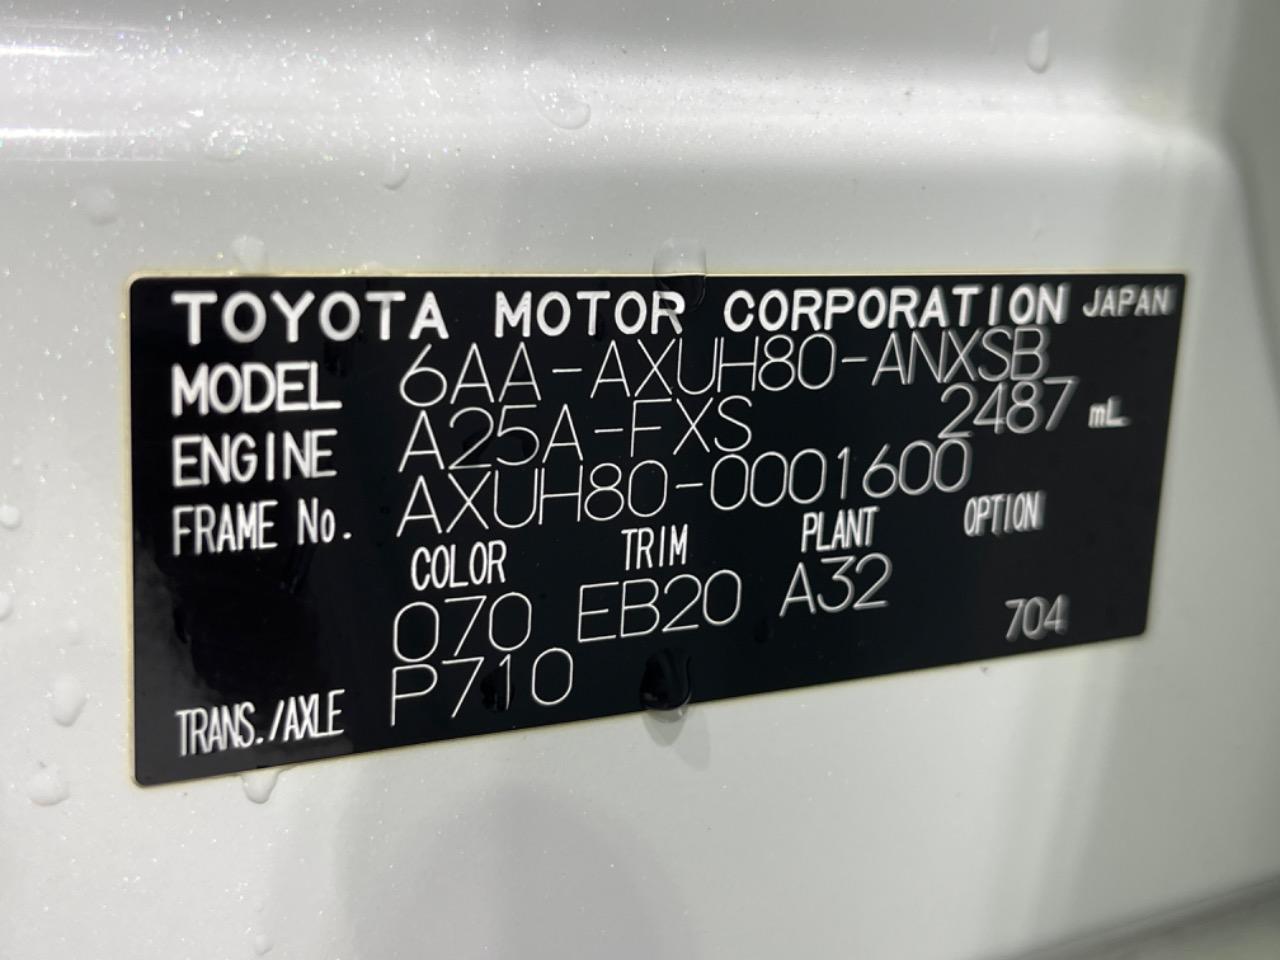 TOYOTA MOTOR CORPORATION JAPAN
MODEL 6AA-AXUH80-ANXSB
ENGINE A25A-FXS 2487 mL
FRAME No. AXUH80-0001600
COLOR TRIM PLANT OPTION
070 EB20 A32
TRANS./AXLE P710 704